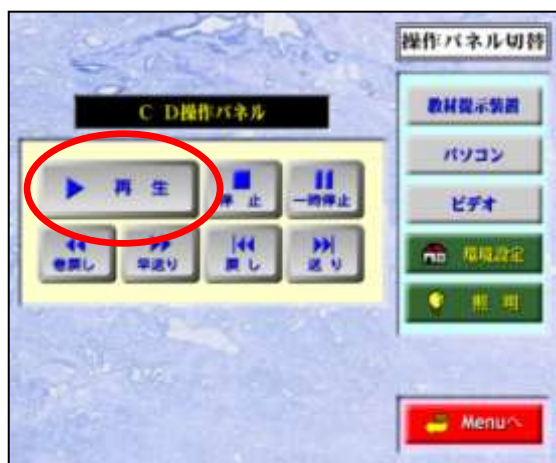 操作パネル切替
CD操作パネル
教材提示装置
パソコン
ビデオ
環境設定
照明
再生
停止
一時停止
巻戻し
早送り
戻し
送り
Menuへ